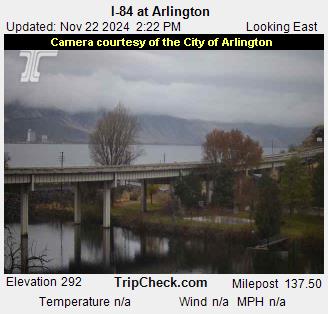 I-84 at Arlington
Updated: Nov 22 2024 2:22 PM Looking East
Camera courtesy of the City of Arlington
Elevation 292 TripCheck.com Milepost 137.50
Temperature n/a Wind n/a MPH n/a